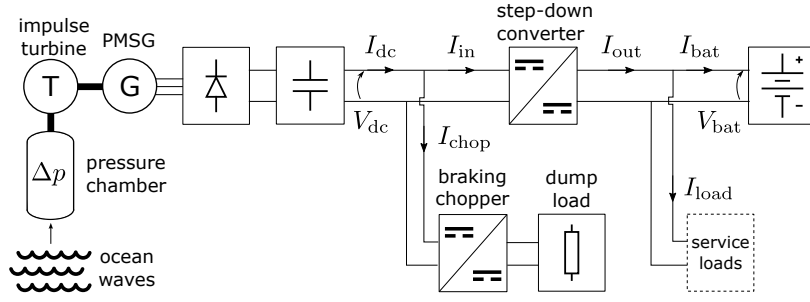 impulse
turbine
PMSG
T
G
Δp
pressure
chamber
ocean
waves
I_dc
V_dc
I_in
step-down
converter
I_out
I_bat
V_bat
+
-
I_chop
braking
chopper
dump
load
I_load
service
loads